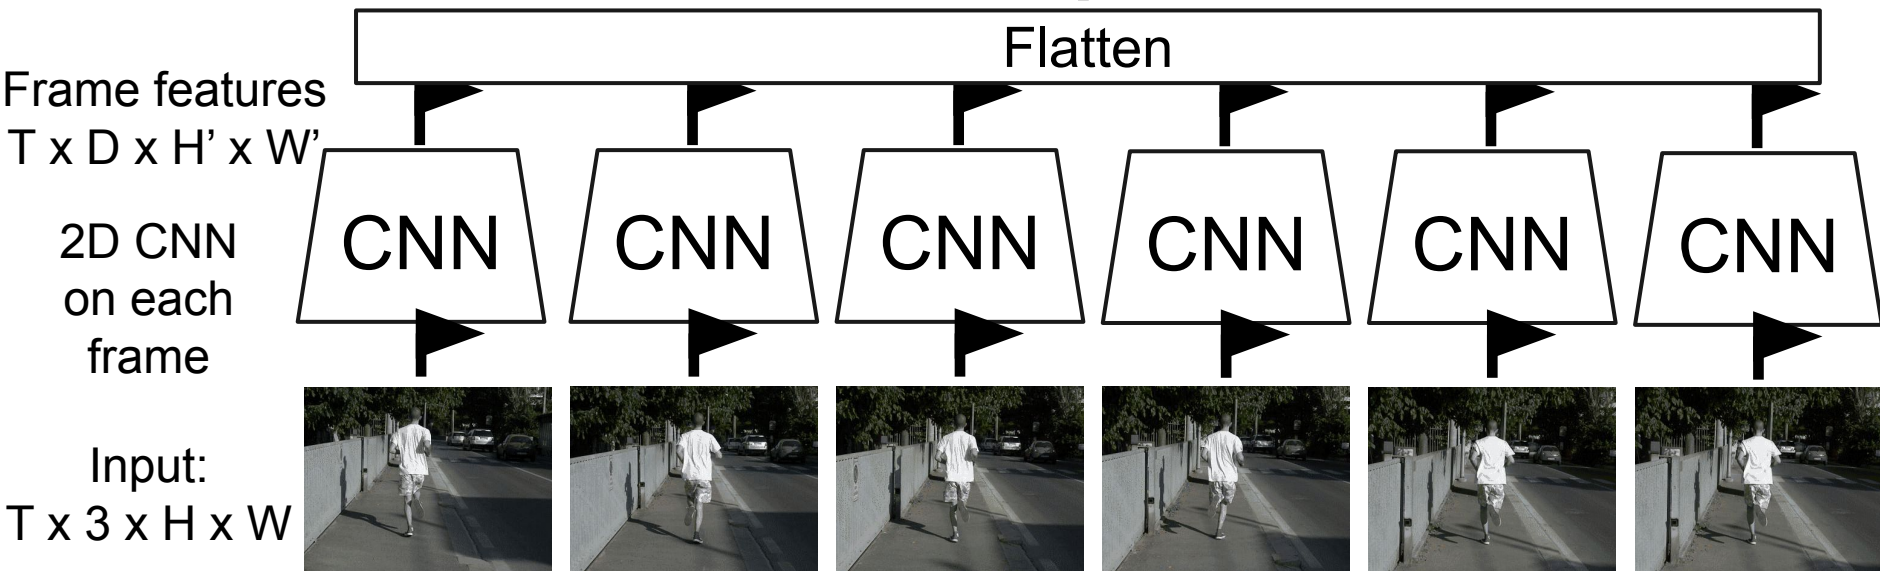 Flatten
Frame features
T x D x H’ x W’
CNN CNN CNN CNN CNN CNN
2D CNN
on each
frame
Input:
T x 3 x H x W